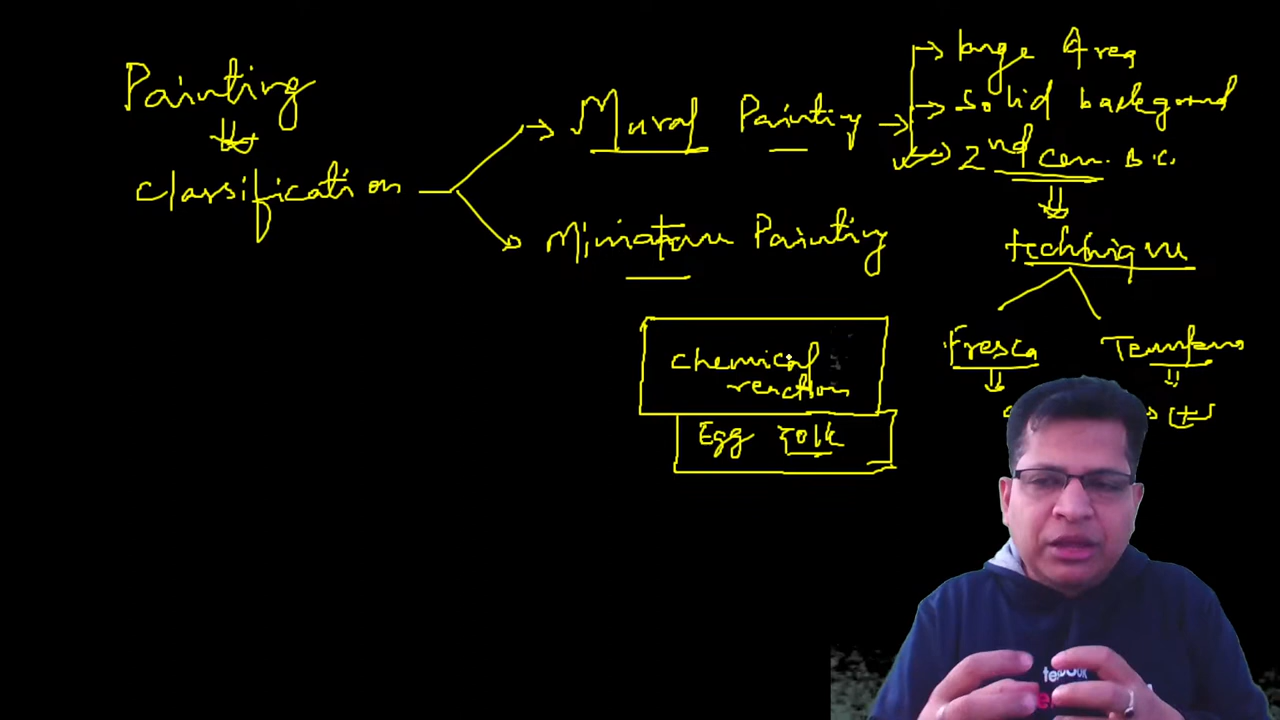 Painting
classification
Mural Painting
Miniature Painting
large Area
Solid background
2nd cen. B.C.
technique
Fresco
Tempera
chemical
reaction
Egg Yolk